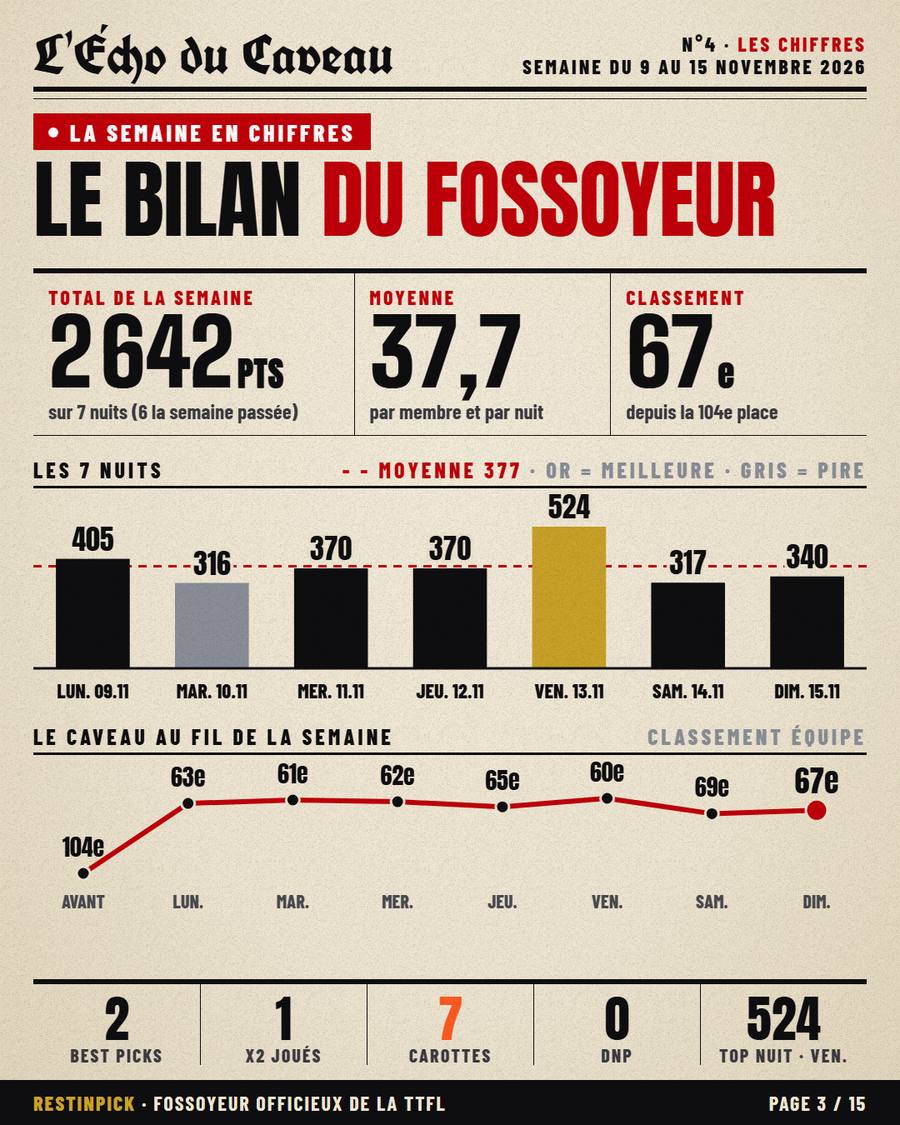 L'Écho du Caveau
N°4 · LES CHIFFRES
SEMAINE DU 9 AU 15 NOVEMBRE 2026
• LA SEMAINE EN CHIFFRES
LE BILAN DU FOSSOYEUR
TOTAL DE LA SEMAINE
2 642 PTS
sur 7 nuits (6 la semaine passée)
MOYENNE
37,7
par membre et par nuit
CLASSEMENT
67e
depuis la 104e place
LES 7 NUITS
- - MOYENNE 377 · OR = MEILLEURE · GRIS = PIRE
405 316 370 370 524 317 340
LUN. 09.11 MAR. 10.11 MER. 11.11 JEU. 12.11 VEN. 13.11 SAM. 14.11 DIM. 15.11
LE CAVEAU AU FIL DE LA SEMAINE
CLASSEMENT ÉQUIPE
104e 63e 61e 62e 65e 60e 69e 67e
AVANT LUN. MAR. MER. JEU. VEN. SAM. DIM.
2
BEST PICKS
1
X2 JOUÉS
7
CAROTTES
0
DNP
524
TOP NUIT · VEN.
RESTINPICK · FOSSOYEUR OFFICIEUX DE LA TTFL
PAGE 3 / 15